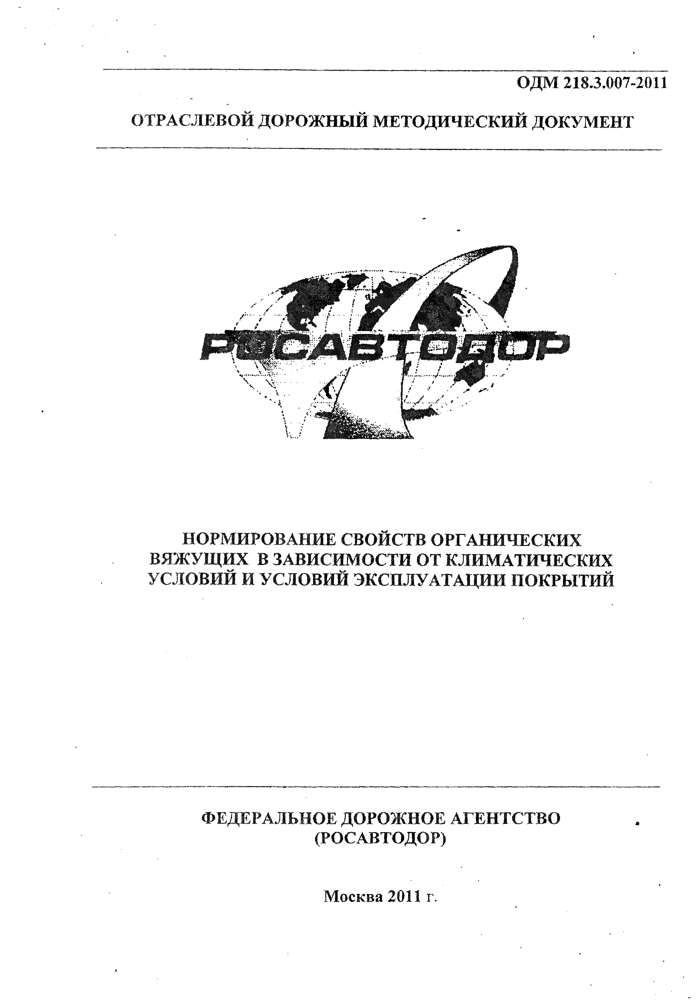 ОДМ 218.3.007-2011
ОТРАСЛЕВОЙ ДОРОЖНЫЙ МЕТОДИЧЕСКИЙ ДОКУМЕНТ
РОСАВТОДОР
НОРМИРОВАНИЕ СВОЙСТВ ОРГАНИЧЕСКИХ
ВЯЖУЩИХ В ЗАВИСИМОСТИ ОТ КЛИМАТИЧЕСКИХ
УСЛОВИЙ И УСЛОВИЙ ЭКСПЛУАТАЦИИ ПОКРЫТИЙ
ФЕДЕРАЛЬНОЕ ДОРОЖНОЕ АГЕНТСТВО
(РОСАВТОДОР)
Москва 2011 г.